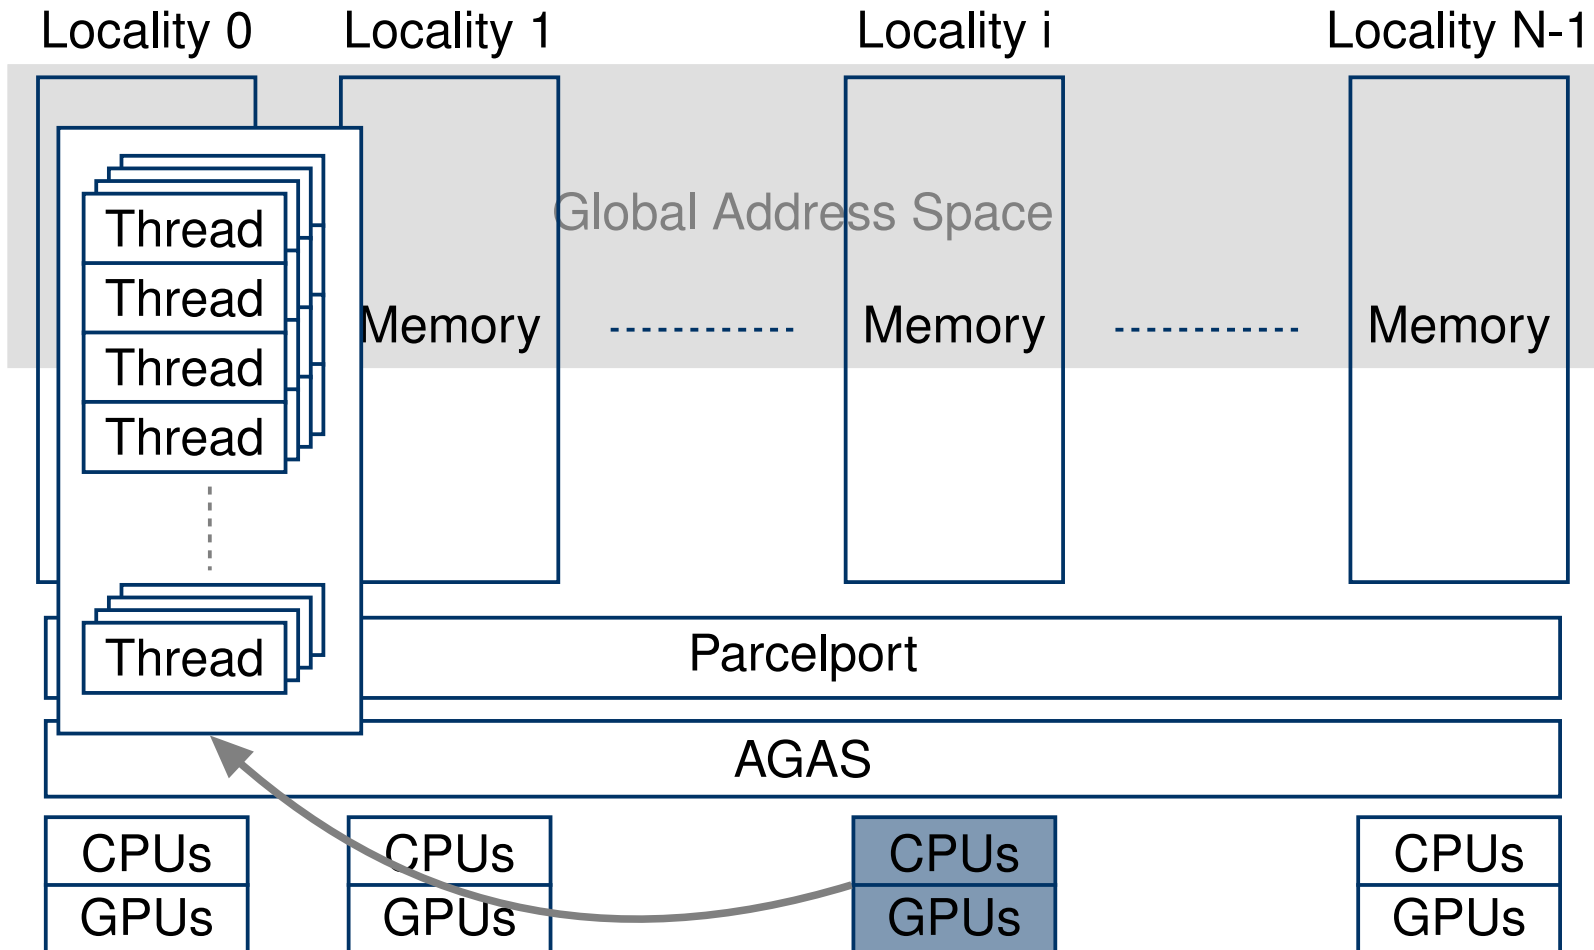 Locality 0
Locality 1
Locality i
Locality N-1
Thread
Thread
Thread
Thread
Thread
Global Address Space
Memory
Memory
Memory
Parcelport
AGAS
CPUs
GPUs
CPUs
GPUs
CPUs
GPUs
CPUs
GPUs